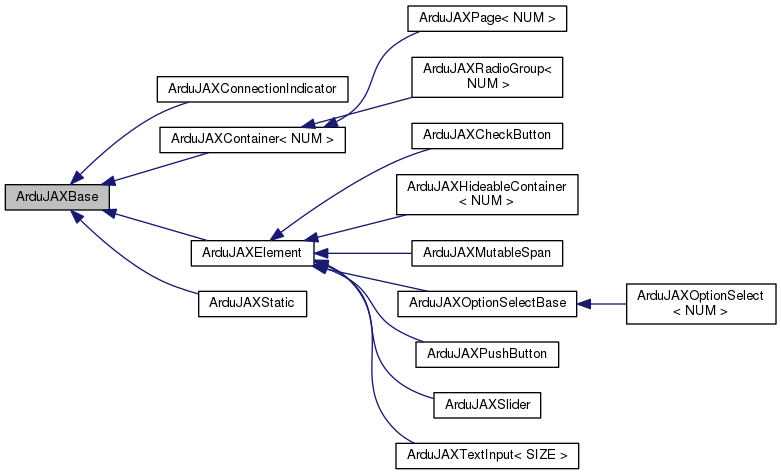 ArduJAXPage< NUM >
ArduJAXRadioGroup<
NUM >
ArduJAXConnectionIndicator
ArduJAXContainer< NUM >
ArduJAXCheckButton
ArduJAXHideableContainer
< NUM >
ArduJAXBase
ArduJAXElement
ArduJAXMutableSpan
ArduJAXStatic
ArduJAXOptionSelectBase
ArduJAXOptionSelect
< NUM >
ArduJAXPushButton
ArduJAXSlider
ArduJAXTextInput< SIZE >